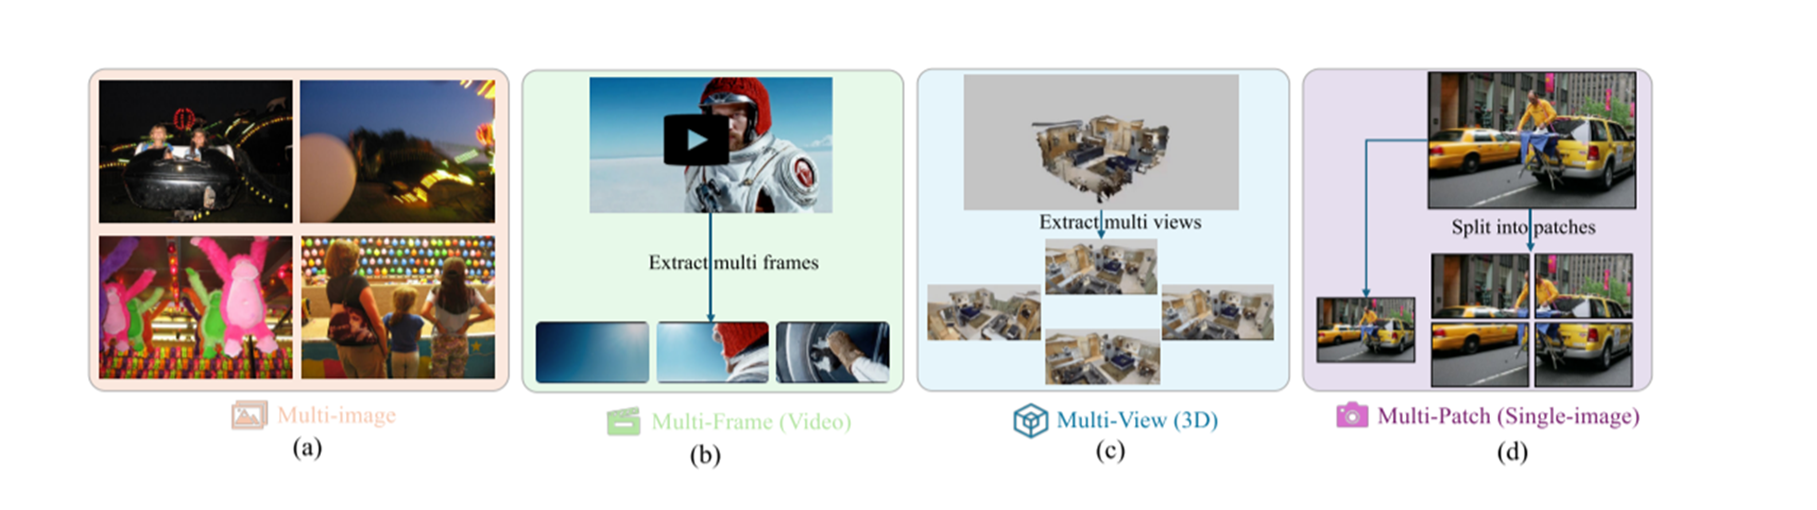 Extract multi frames
Extract multi views
Split into patches
Multi-image
Multi-Frame (Video)
Multi-View (3D)
Multi-Patch (Single-image)
(a)
(b)
(c)
(d)